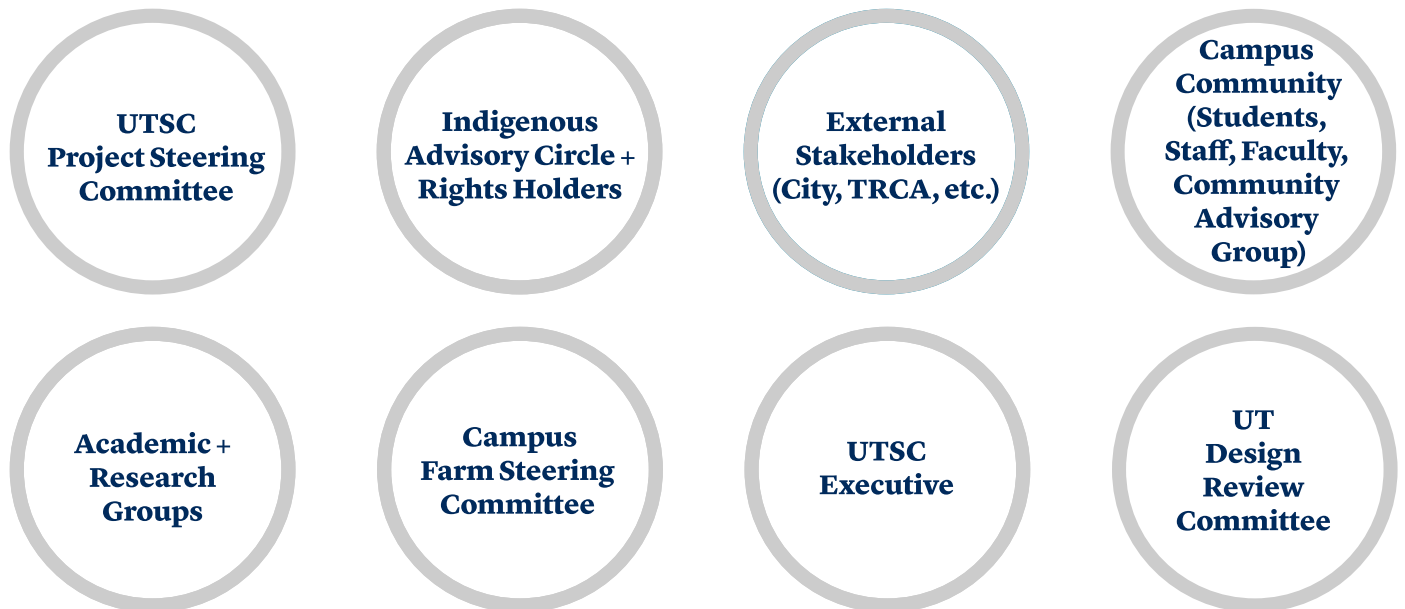 UTSC
Project Steering
Committee
Indigenous
Advisory Circle +
Rights Holders
External
Stakeholders
(City, TRCA, etc.)
Campus
Community
(Students,
Staff, Faculty,
Community
Advisory
Group)
Academic +
Research
Groups
Campus
Farm Steering
Committee
UTSC
Executive
UT
Design
Review
Committee